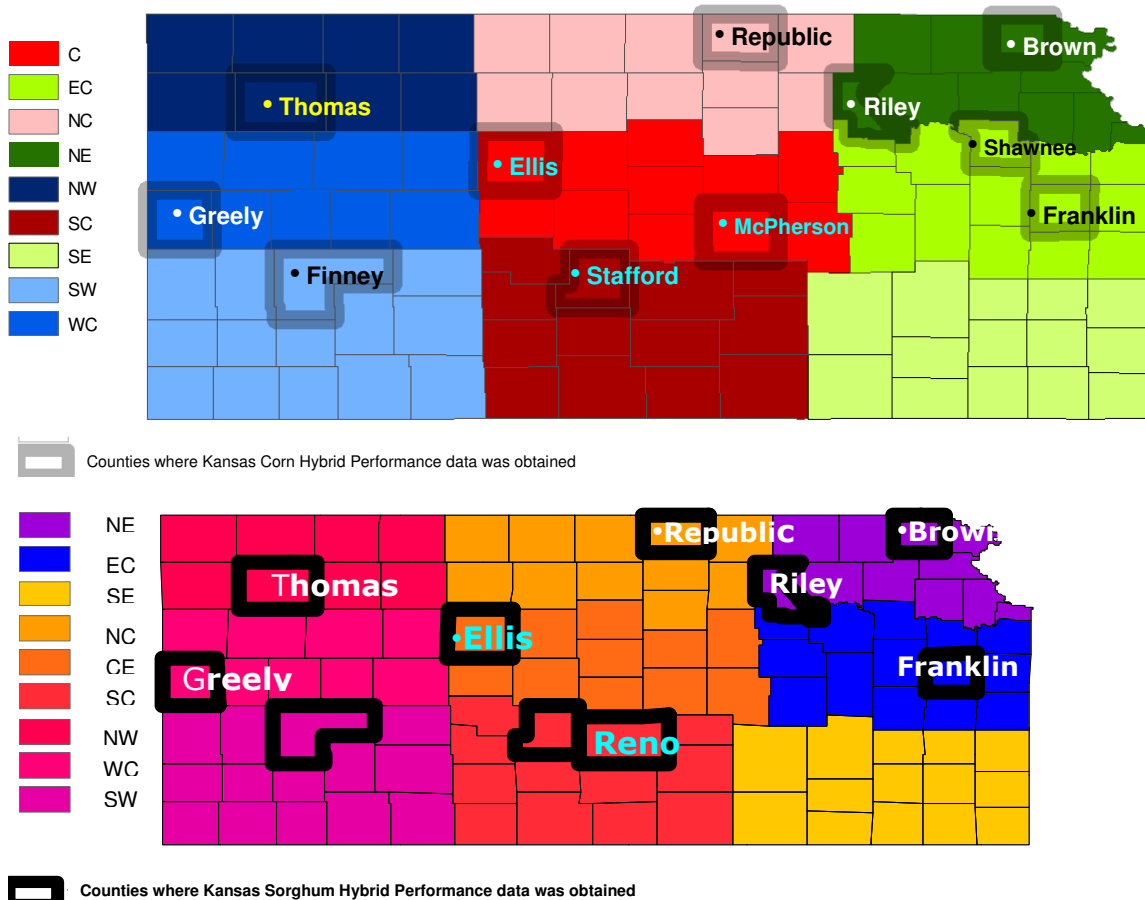 C
EC
NC
NE
NW
SC
SE
SW
WC
Republic
Brown
Thomas
Riley
Shawnee
Ellis
Greely
McPherson
Franklin
Finney
Stafford
Counties where Kansas Corn Hybrid Performance data was obtained
NE
EC
SE
NC
CE
SC
NW
WC
SW
Republic
Brown
Thomas
Riley
Ellis
Franklin
Greely
Reno
Counties where Kansas Sorghum Hybrid Performance data was obtained